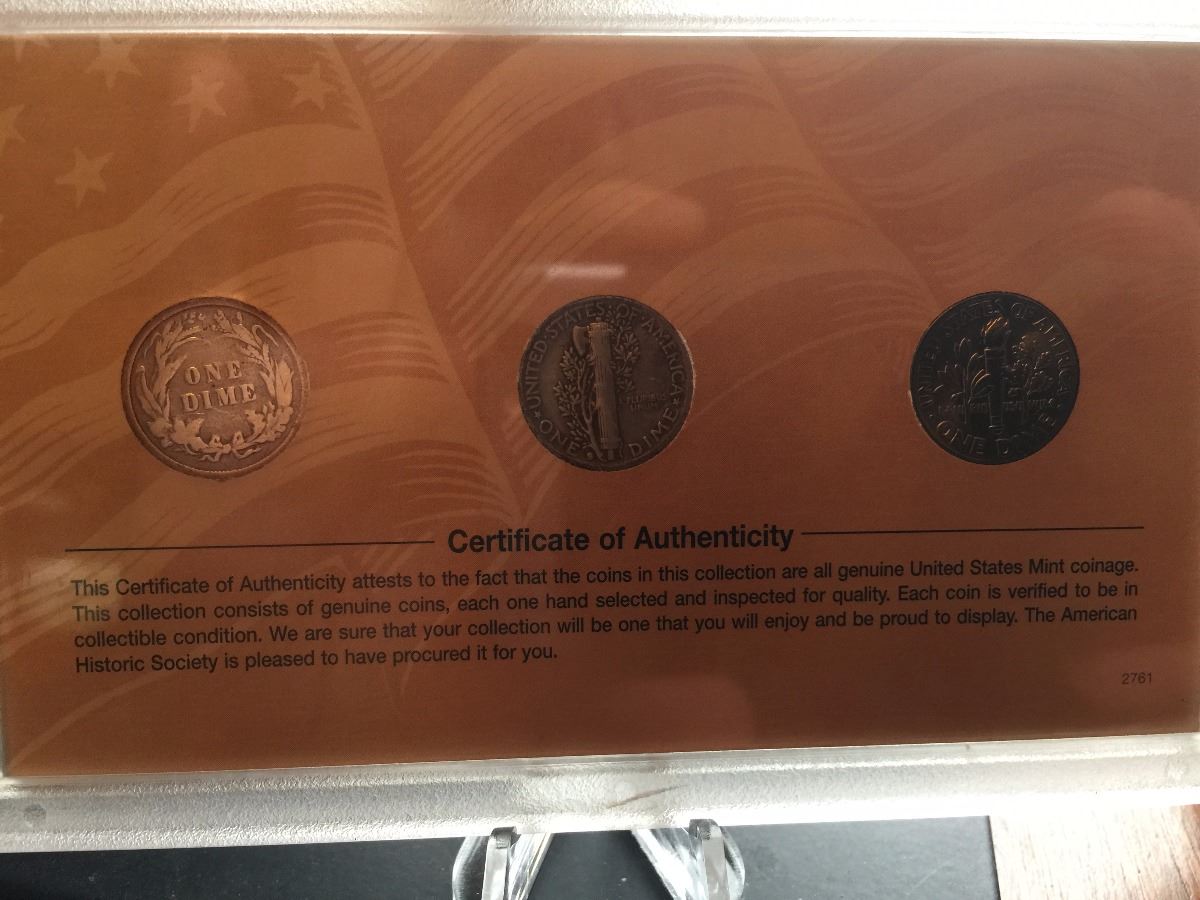 ONE
DIME
UNITED·STATES·OF·AMERICA
E PLURIBUS
UNUM
ONE DIME
UNITED STATES OF AMERICA
ONE DIME
Certificate of Authenticity
This Certificate of Authenticity attests to the fact that the coins in this collection are all genuine United States Mint coinage.
This collection consists of genuine coins, each one hand selected and inspected for quality. Each coin is verified to be in
collectible condition. We are sure that your collection will be one that you will enjoy and be proud to display. The American
Historic Society is pleased to have procured it for you.
2761